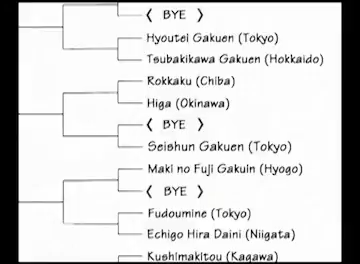 < BYE >
Hyoutei Gakuen (Tokyo)
Tsubakikawa Gakuen (Hokkaido)
Rokkaku (Chiba)
Higa (Okinawa)
< BYE >
Seishun Gakuen (Tokyo)
Maki no Fuji Gakuin (Hyogo)
< BYE >
Fudoumine (Tokyo)
Echigo Hira Daini (Niigata)
Kushimakitou (Kagawa)